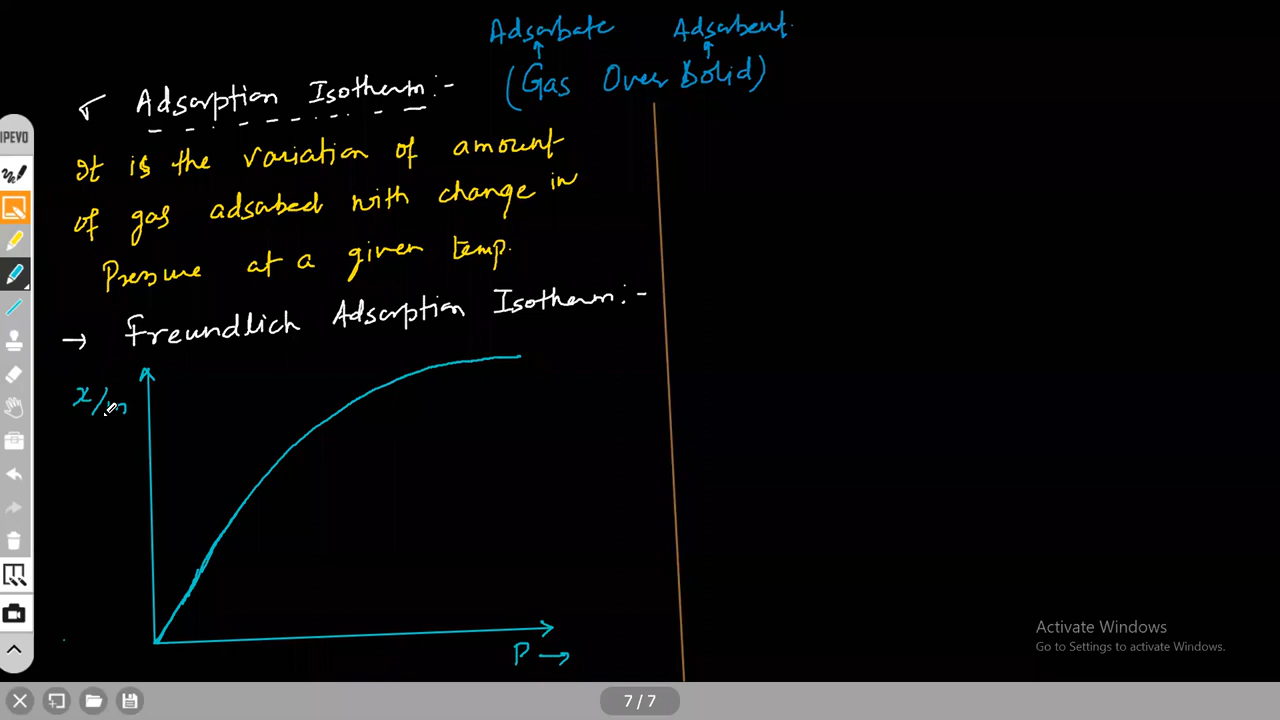 Adsorbate Adsorbent.
(Gas Over Solid)
Adsorption Isotherm :-
It is the variation of amount
of gas adsabed with change in
Pressure at a given temp.
→ Freundlich Adsorption Isotherm :-
x/m
P →
IPEVO
Activate Windows
Go to Settings to activate Windows.
7 / 7